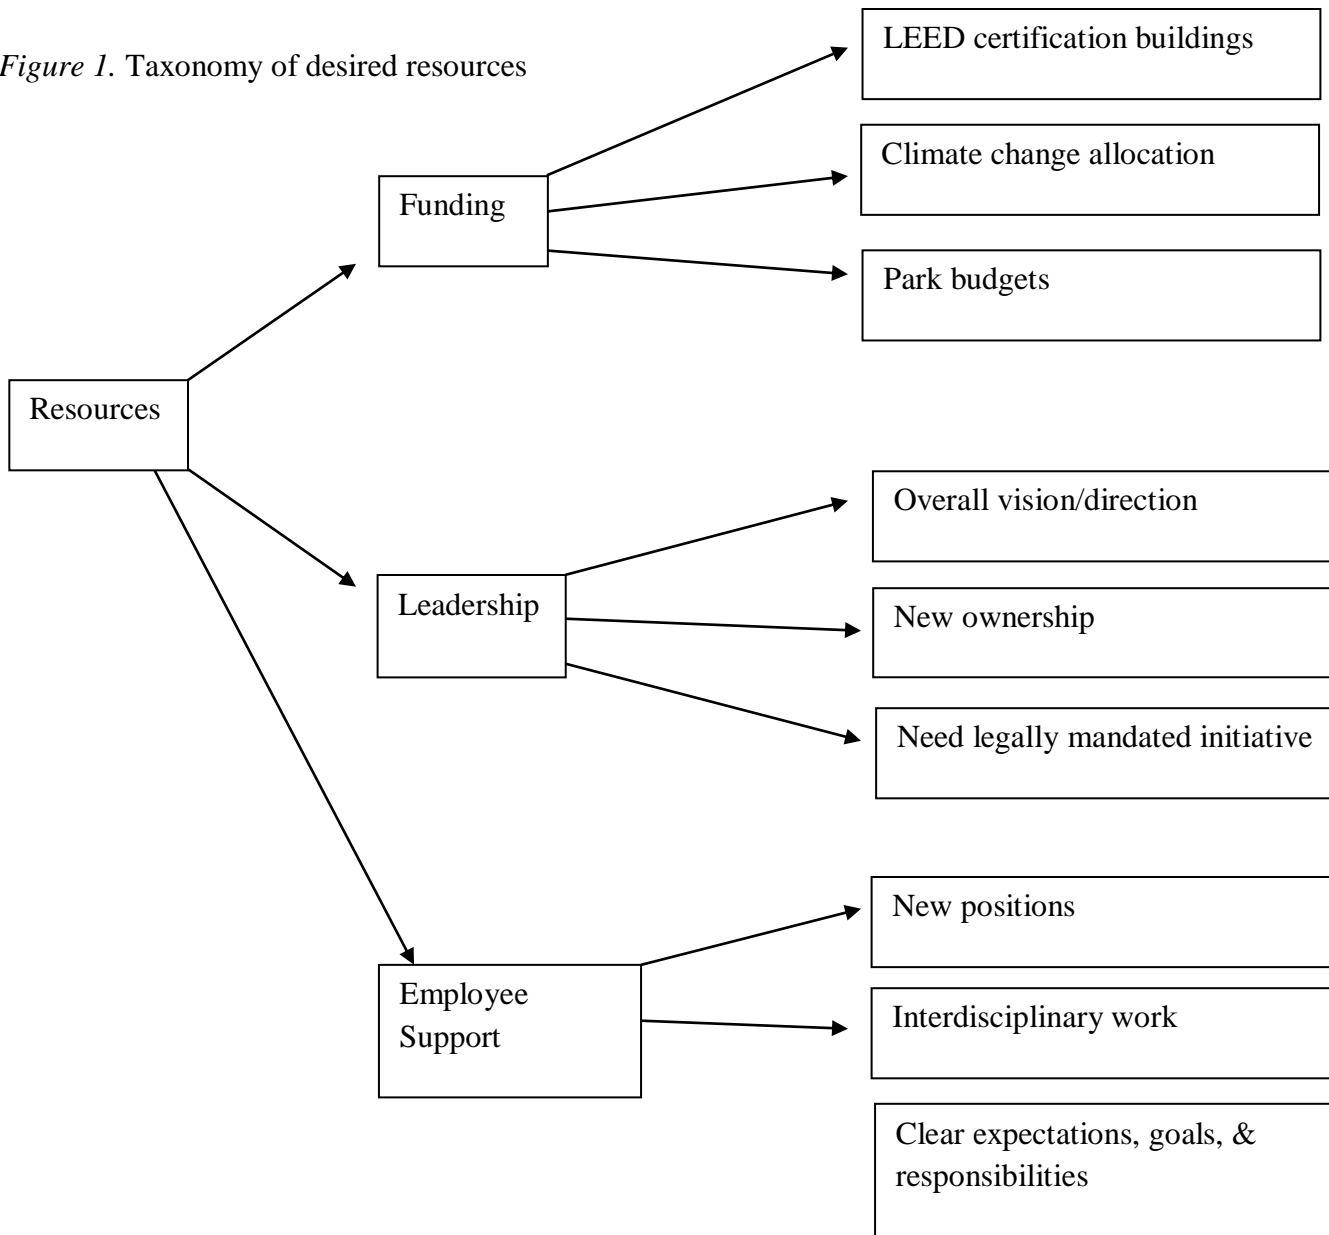 Figure 1. Taxonomy of desired resources
LEED certification buildings
Climate change allocation
Funding
Park budgets
Resources
Overall vision/direction
Leadership
New ownership
Need legally mandated initiative
New positions
Employee
Support
Interdisciplinary work
Clear expectations, goals, &
responsibilities